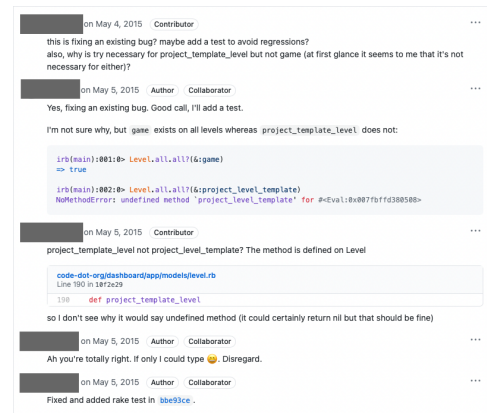 on May 4, 2015 Contributor ...
this is fixing an existing bug? maybe add a test to avoid regressions?
also, why is try necessary for project_template_level but not game (at first glance it seems to me that it's not
necessary for either)?
on May 5, 2015 Author Collaborator ...
Yes, fixing an existing bug. Good call, I'll add a test.
I'm not sure why, but game exists on all levels whereas project_template_level does not:
irb(main):001:0> Level.all.all?(&:game)
=> true
irb(main):002:0> Level.all.all?(&:project_level_template)
NoMethodError: undefined method `project_level_template' for #<Eval:0x007fbffd380508>
on May 5, 2015 Contributor ...
project_template_level not project_level_template? The method is defined on Level
code-dot-org/dashboard/app/models/level.rb
Line 190 in 10f2e29
190 def project_template_level
so I don't see why it would say undefined method (it could certainly return nil but that should be fine)
on May 5, 2015 Author Collaborator ...
Ah you're totally right. If only I could type 😄. Disregard.
on May 5, 2015 Author Collaborator ...
Fixed and added rake test in bbe93ce.